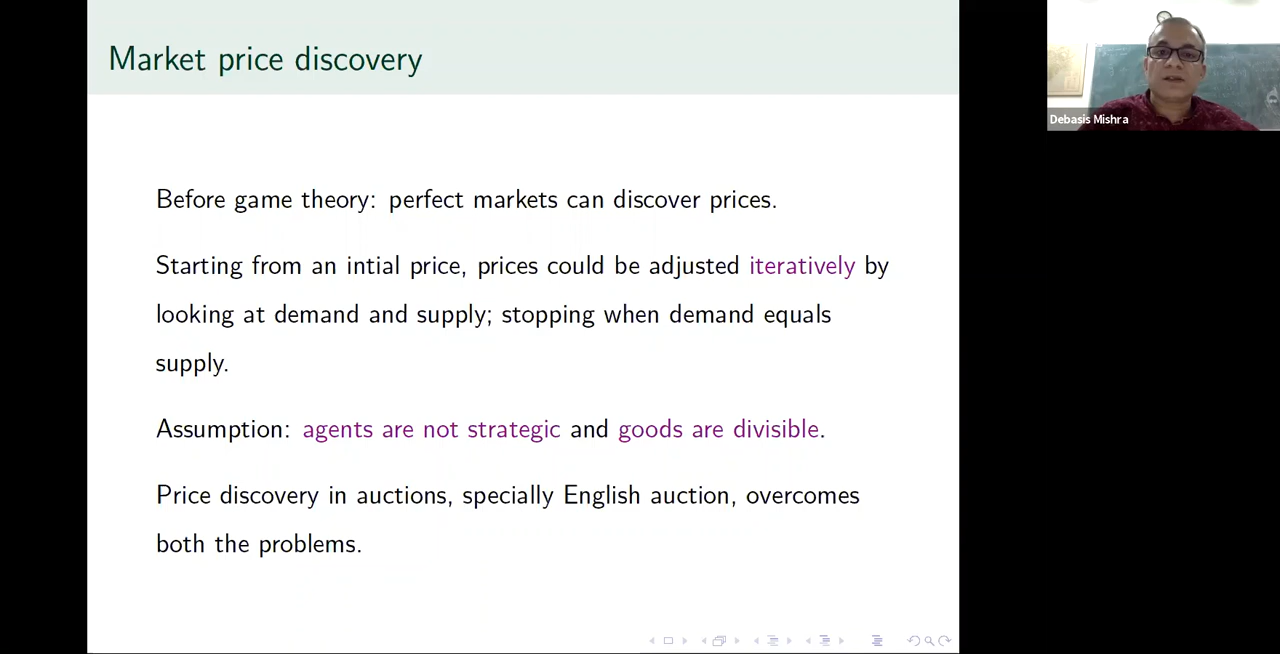 Market price discovery
Debasis Mishra
Before game theory: perfect markets can discover prices.
Starting from an intial price, prices could be adjusted iteratively by
looking at demand and supply; stopping when demand equals
supply.
Assumption: agents are not strategic and goods are divisible.
Price discovery in auctions, specially English auction, overcomes
both the problems.